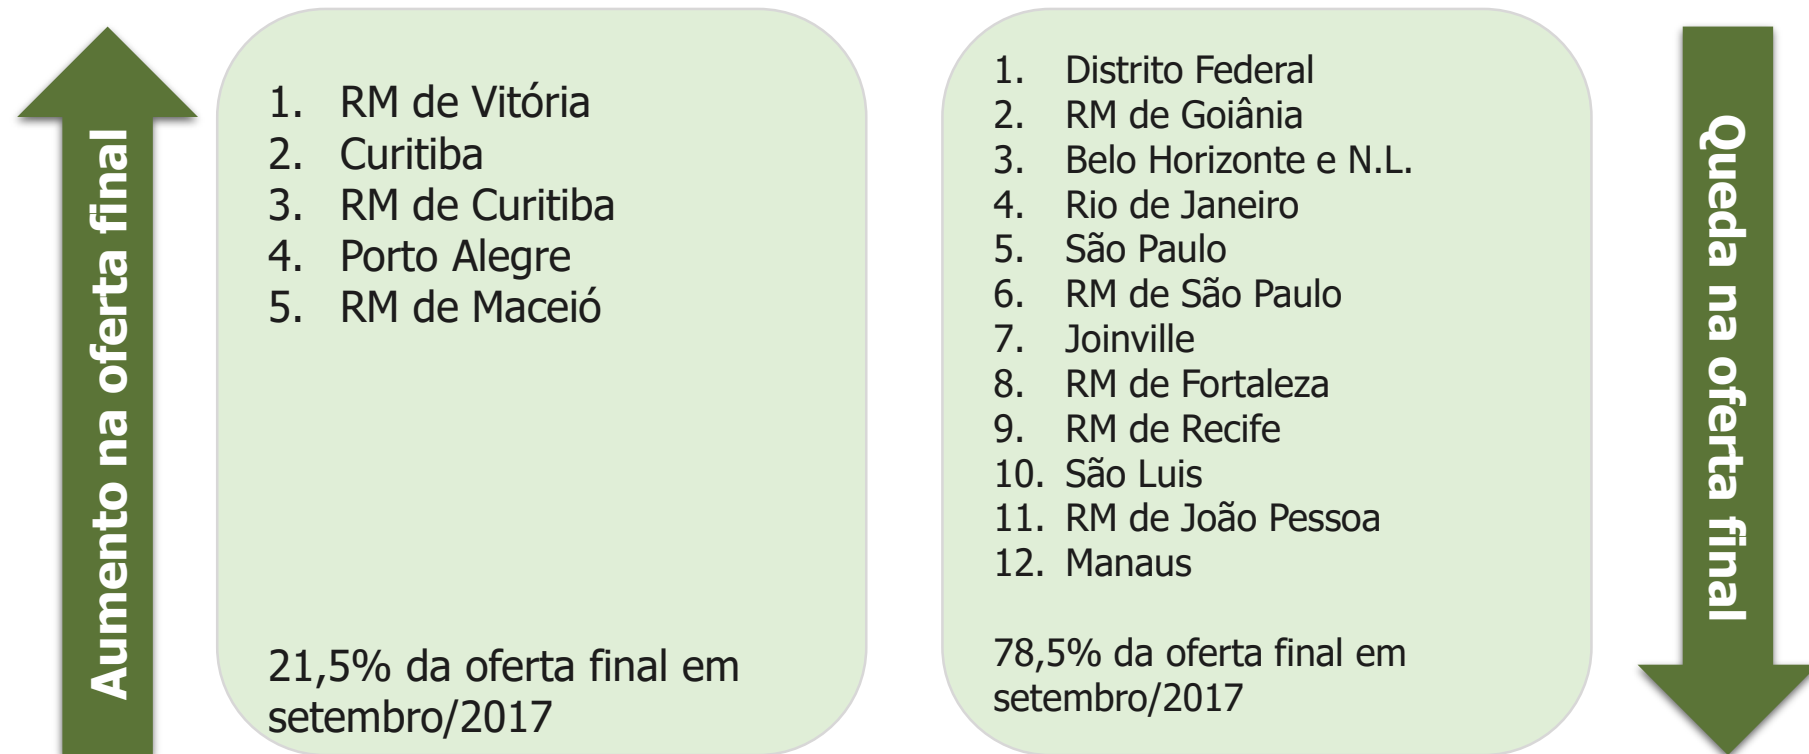 Aumento na oferta final
1. RM de Vitória
2. Curitiba
3. RM de Curitiba
4. Porto Alegre
5. RM de Maceió
21,5% da oferta final em
setembro/2017
1. Distrito Federal
2. RM de Goiânia
3. Belo Horizonte e N.L.
4. Rio de Janeiro
5. São Paulo
6. RM de São Paulo
7. Joinville
8. RM de Fortaleza
9. RM de Recife
10. São Luis
11. RM de João Pessoa
12. Manaus
78,5% da oferta final em
setembro/2017
Queda na oferta final